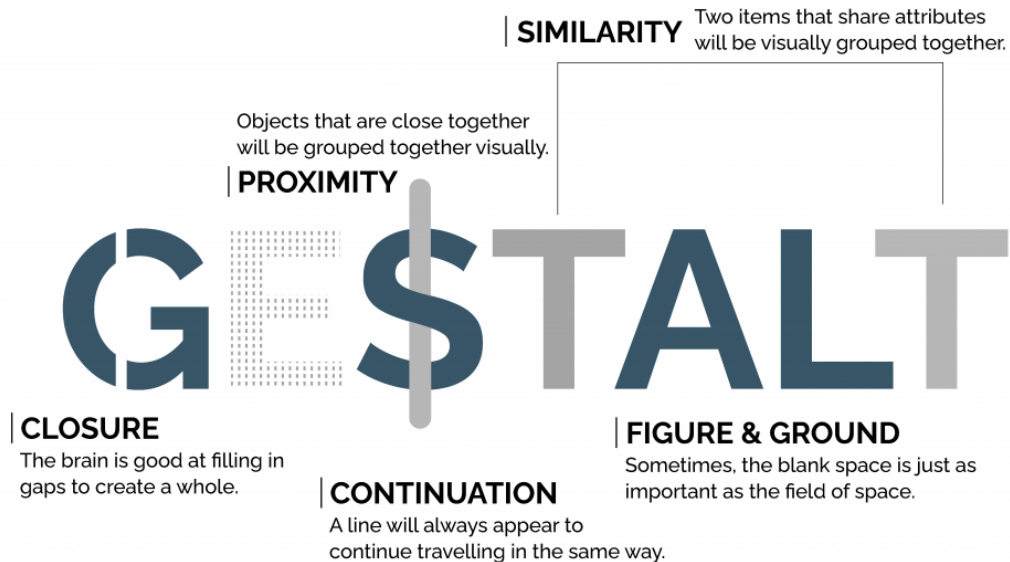 SIMILARITY
Two items that share attributes
will be visually grouped together.
Objects that are close together
will be grouped together visually.
PROXIMITY
GESTALT
CLOSURE
The brain is good at filling in
gaps to create a whole.
CONTINUATION
A line will always appear to
continue travelling in the same way.
FIGURE & GROUND
Sometimes, the blank space is just as
important as the field of space.